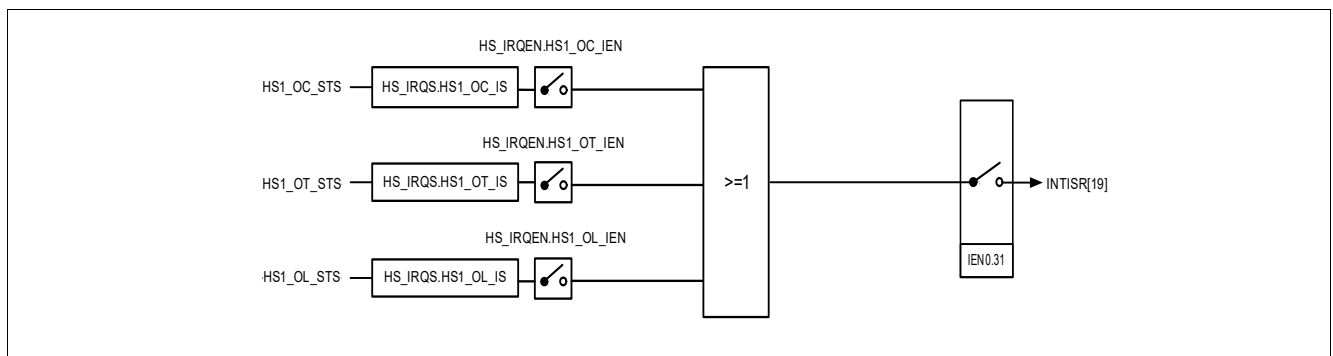 HS_IRQEN.HS1_OC_IEN
HS1_OC_STS
HS_IRQS.HS1_OC_IS
HS_IRQEN.HS1_OT_IEN
HS1_OT_STS
HS_IRQS.HS1_OT_IS
>=1
INTISR[19]
HS_IRQEN.HS1_OL_IEN
HS1_OL_STS
HS_IRQS.HS1_OL_IS
IEN0.31